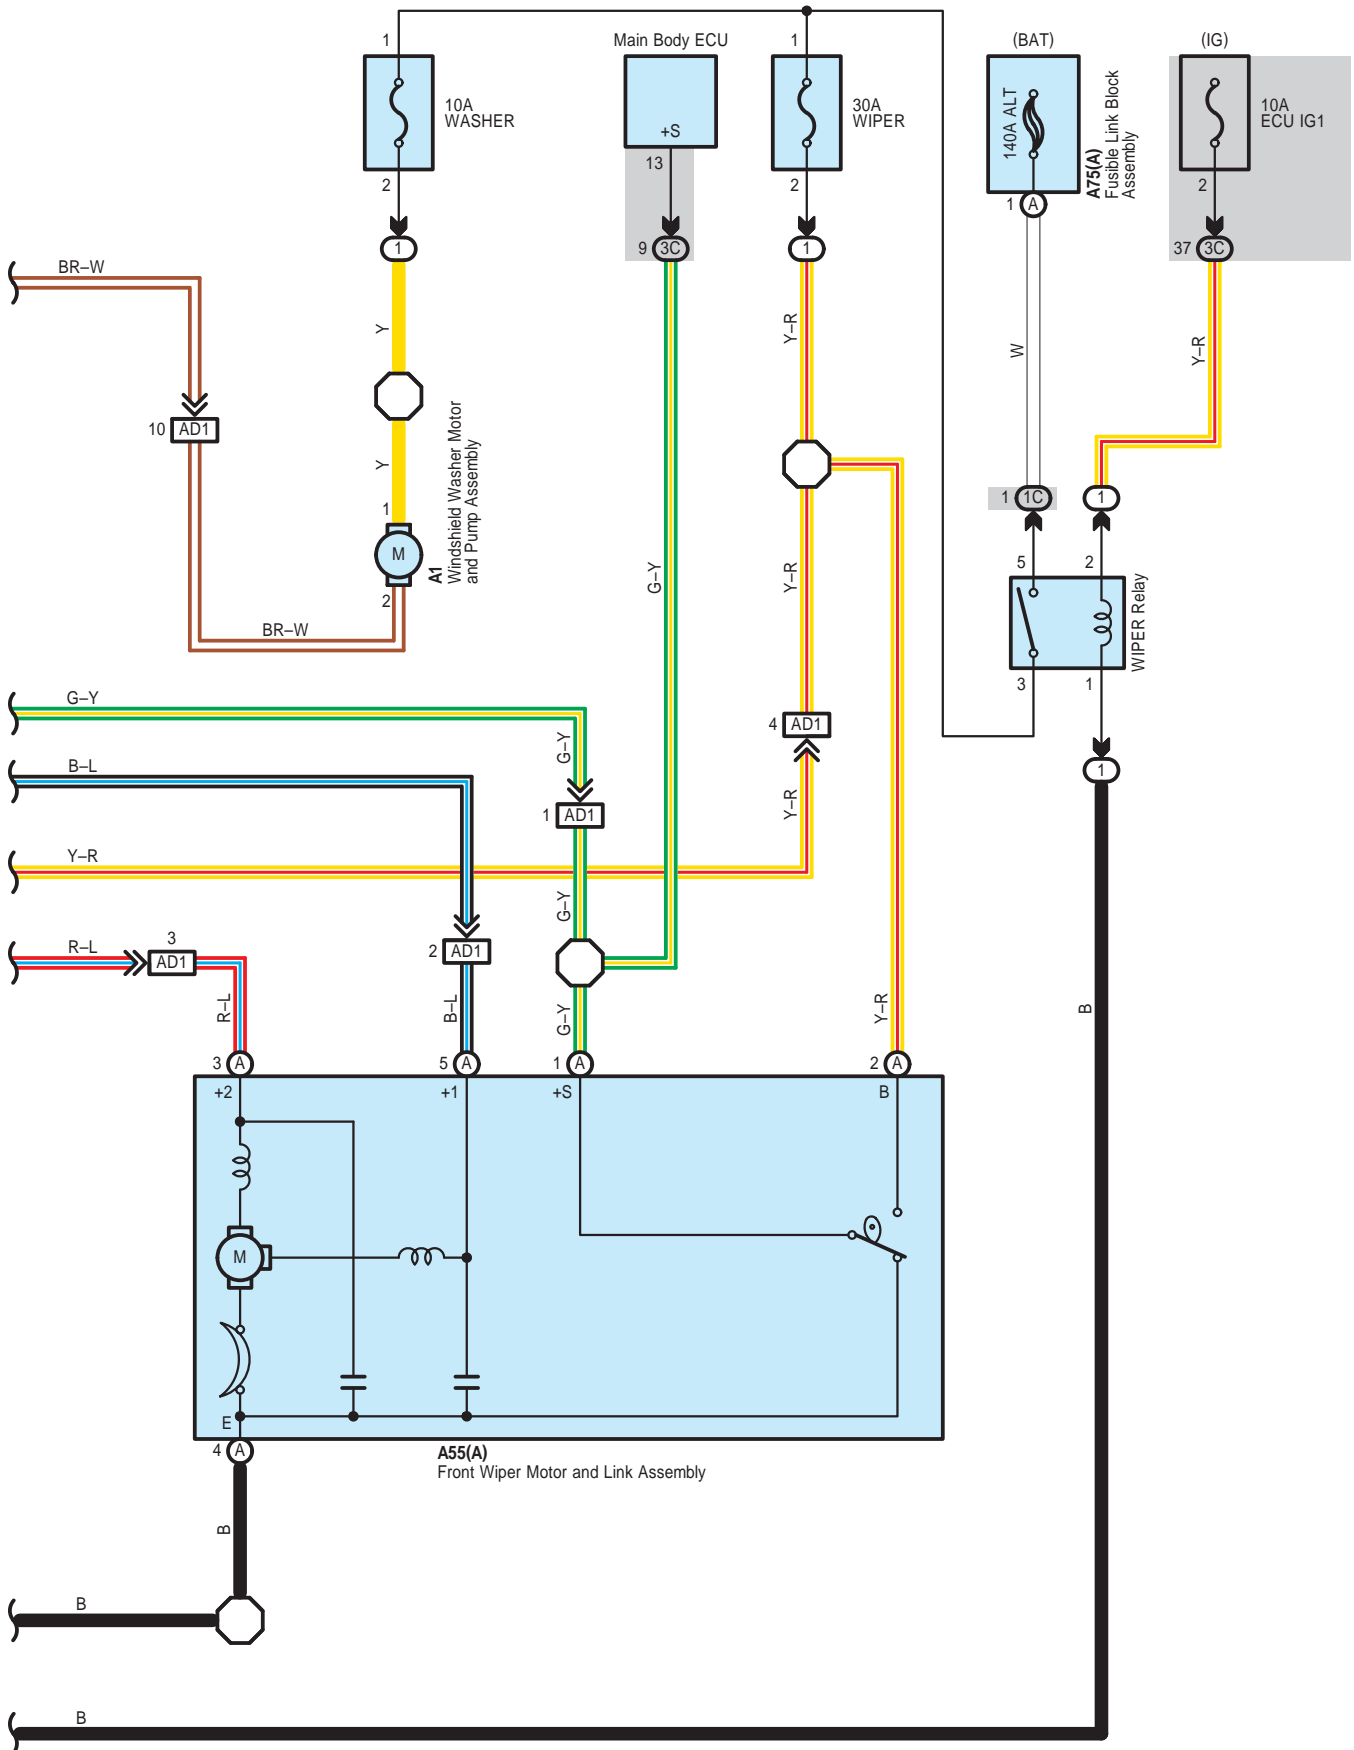 1
Main Body ECU
1
(BAT)
(IG)
10A
WASHER
+S
30A
WIPER
140A ALT
A75(A)
Fusible Link Block
Assembly
10A
ECU IG1
2
13
2
1 A
2
1
9 3C
1
37 3C
BR–W
Y
Y–R
W
Y–R
10 AD1
Y
1
M
2
A1
Windshield Washer Motor
and Pump Assembly
1 1C
1
5
2
G–Y
Y–R
WIPER Relay
BR–W
3
1
G–Y
4 AD1
G–Y
B–L
1
1 AD1
Y–R
Y–R
G–Y
R–L
3
AD1
2 AD1
R–L
B–L
G–Y
Y–R
B
3 A
5 A
1 A
2 A
+2
+1
+S
B
M
E
4 A
A55(A)
Front Wiper Motor and Link Assembly
B
B
B